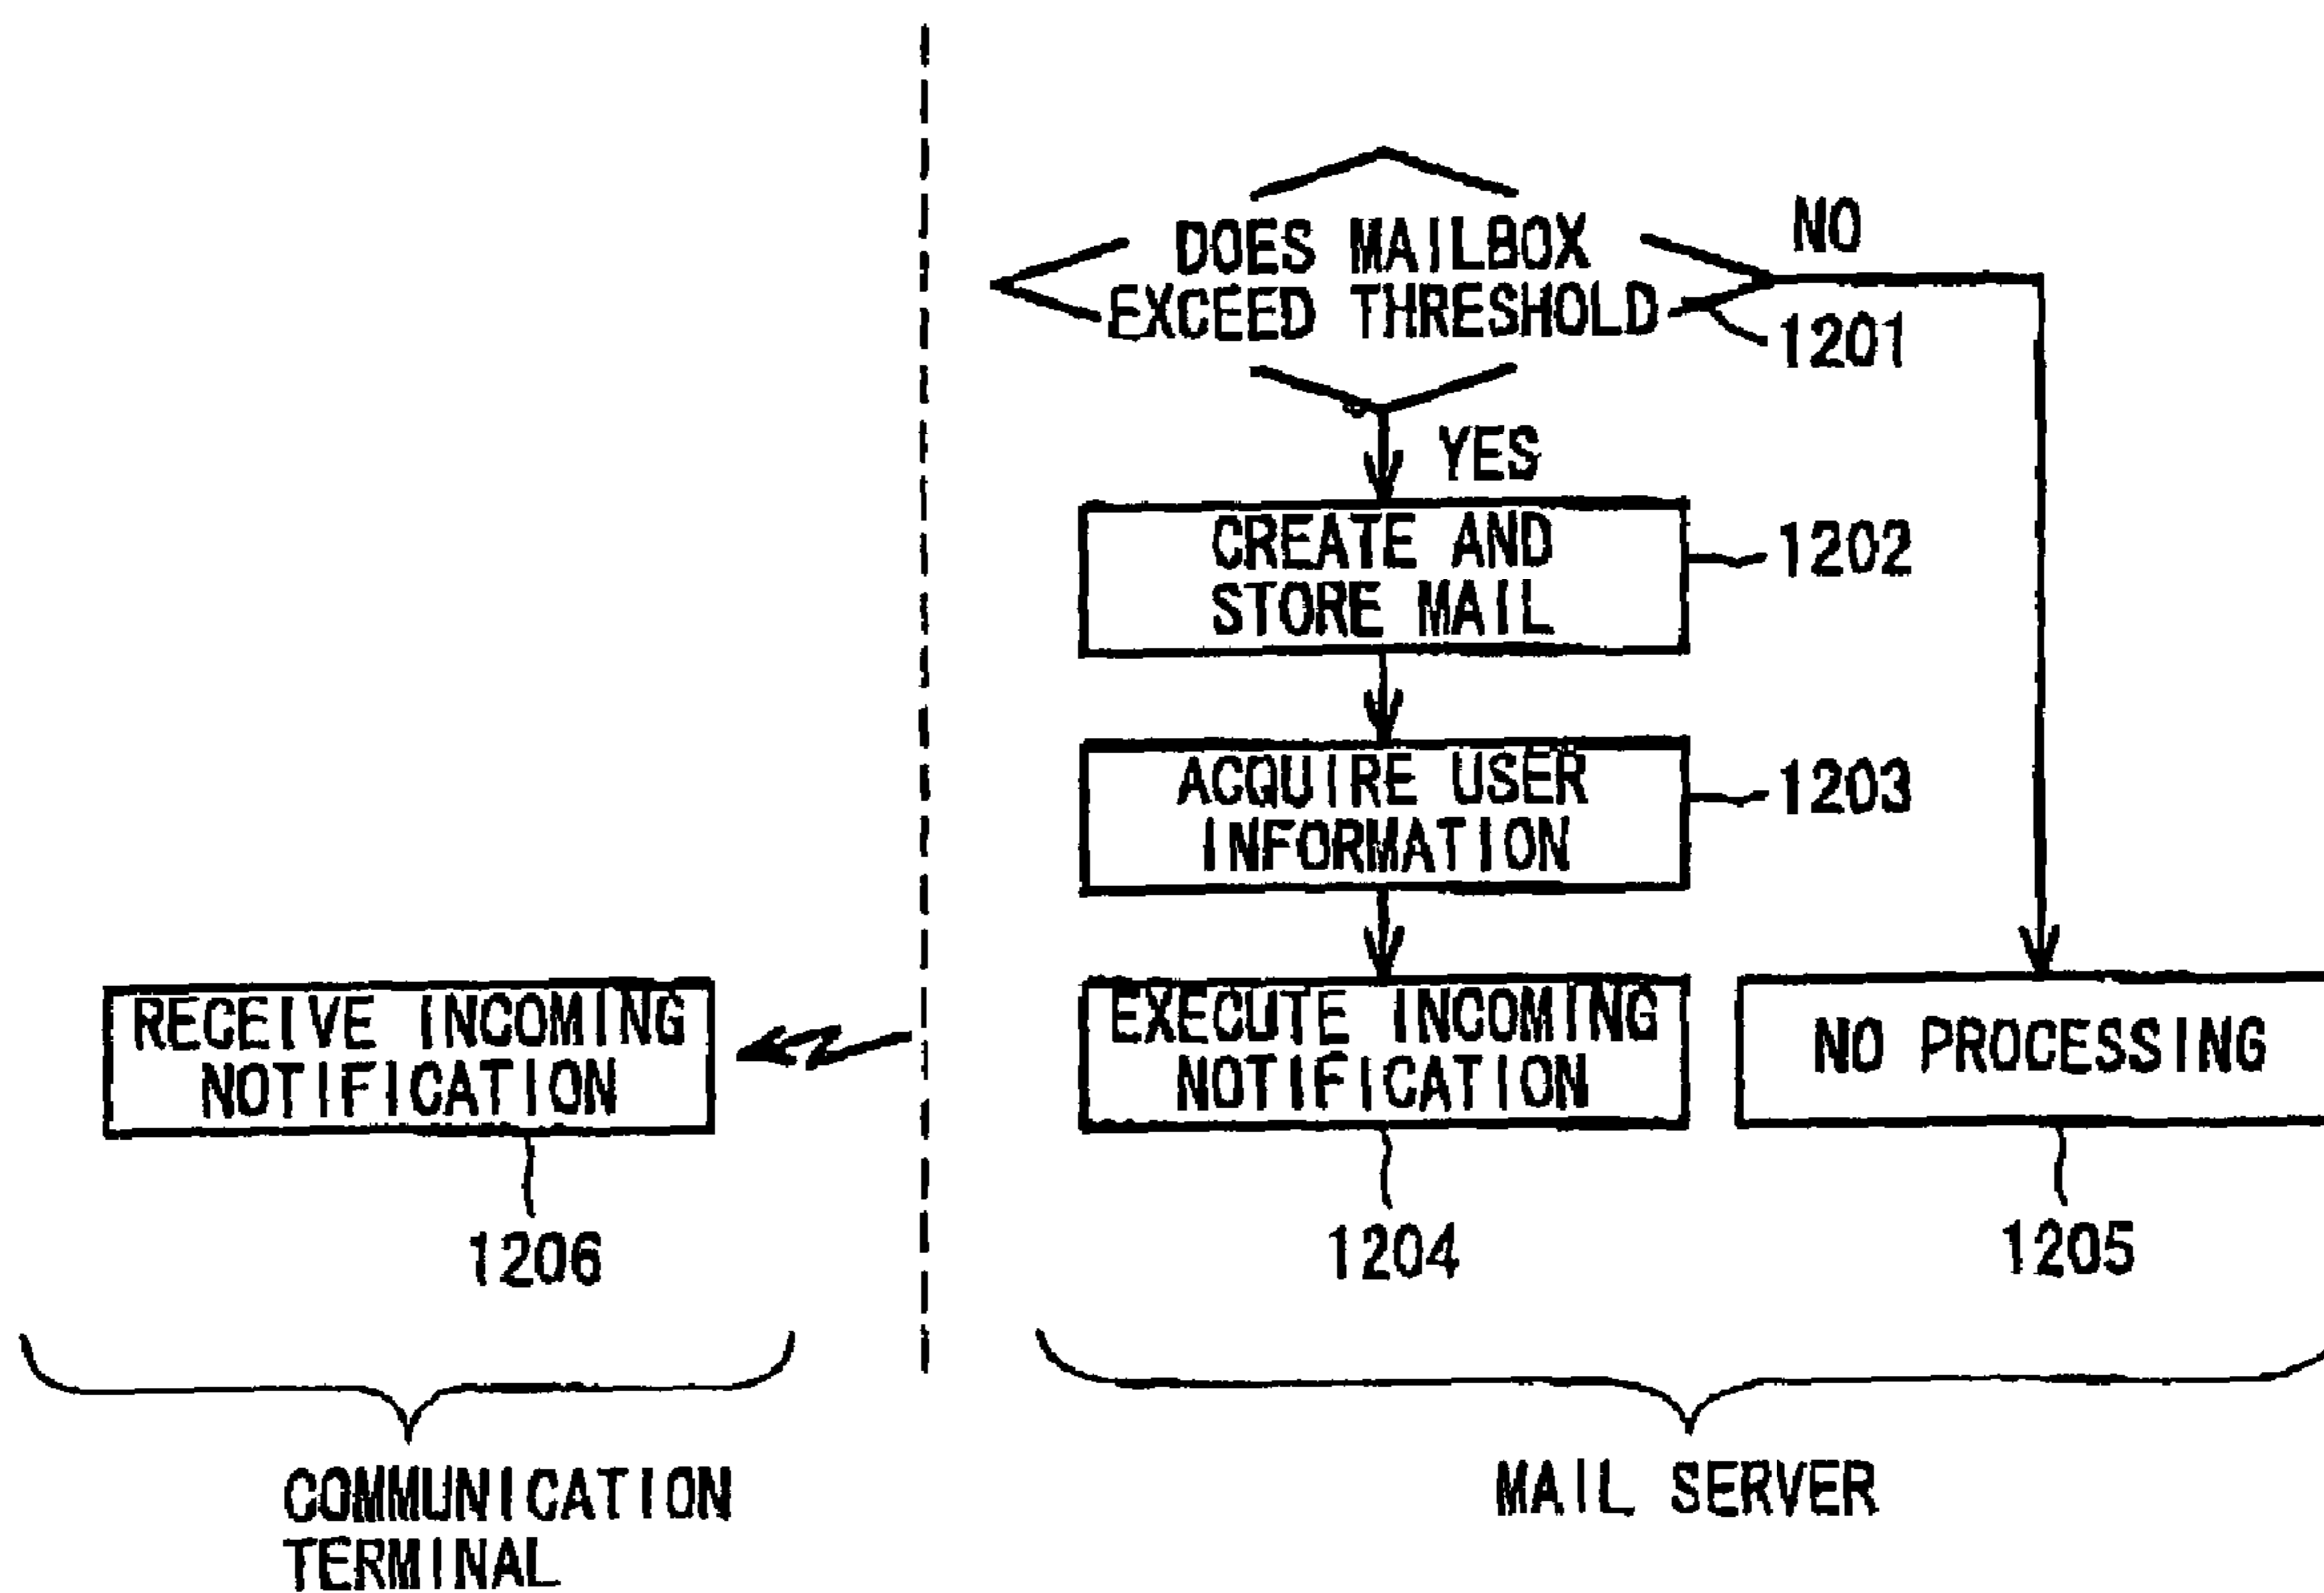 DOES MAILBOX
EXCEED THRESHOLD
NO
1201
YES
CREATE AND
STORE MAIL
1202
ACQUIRE USER
INFORMATION
1203
RECEIVE INCOMING
NOTIFICATION
1206
EXECUTE INCOMING
NOTIFICATION
1204
NO PROCESSING
1205
COMMUNICATION
TERMINAL
MAIL SERVER